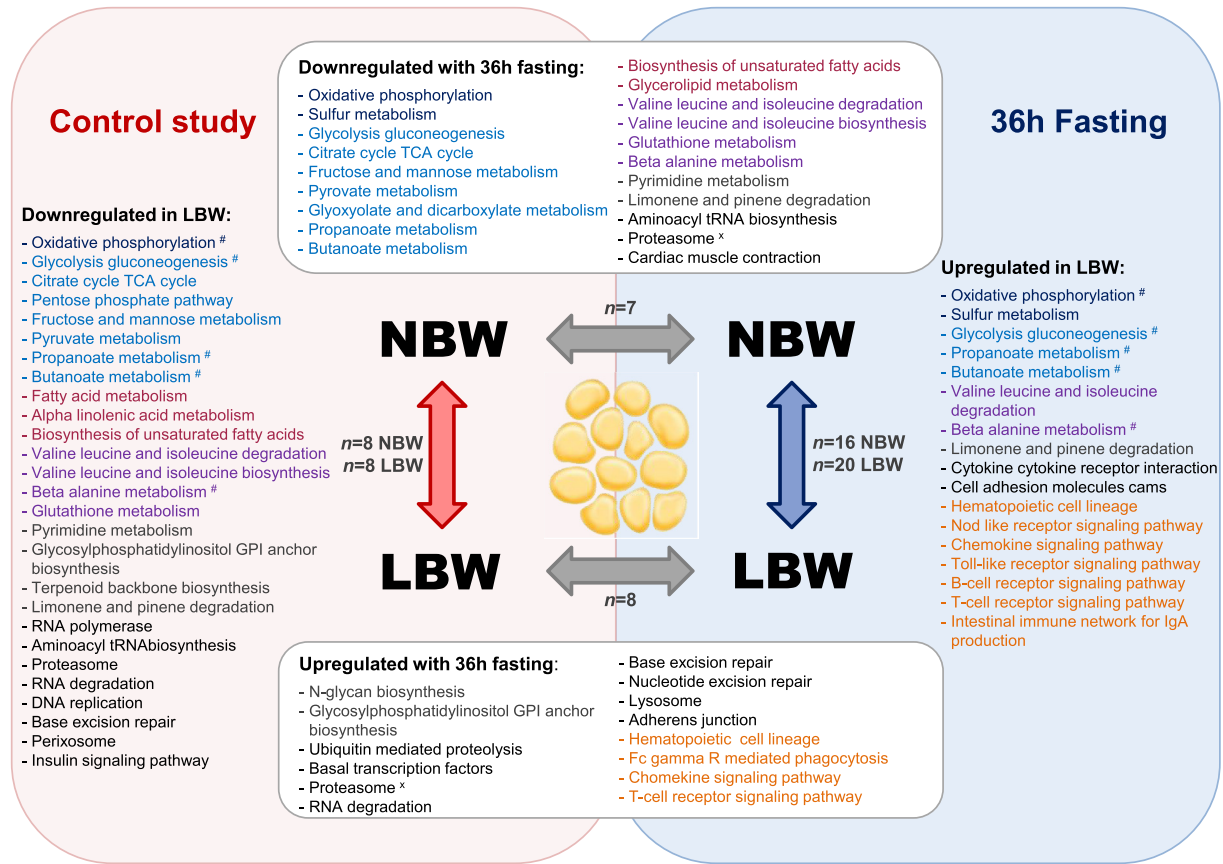 Control study
Downregulated in LBW:
- Oxidative phosphorylation #
- Glycolysis gluconeogenesis #
- Citrate cycle TCA cycle
- Pentose phosphate pathway
- Fructose and mannose metabolism
- Pyruvate metabolism
- Propanoate metabolism #
- Butanoate metabolism #
- Fatty acid metabolism
- Alpha linolenic acid metabolism
- Biosynthesis of unsaturated fatty acids
- Valine leucine and isoleucine degradation
- Valine leucine and isoleucine biosynthesis
- Beta alanine metabolism #
- Glutathione metabolism
- Pyrimidine metabolism
- Glycosylphosphatidylinositol GPI anchor
biosynthesis
- Terpenoid backbone biosynthesis
- Limonene and pinene degradation
- RNA polymerase
- Aminoacyl tRNAbiosynthesis
- Proteasome
- RNA degradation
- DNA replication
- Base excision repair
- Perixosome
- Insulin signaling pathway
Downregulated with 36h fasting:
- Oxidative phosphorylation
- Sulfur metabolism
- Glycolysis gluconeogenesis
- Citrate cycle TCA cycle
- Fructose and mannose metabolism
- Pyrovate metabolism
- Glyoxyolate and dicarboxylate metabolism
- Propanoate metabolism
- Butanoate metabolism
- Biosynthesis of unsaturated fatty acids
- Glycerolipid metabolism
- Valine leucine and isoleucine degradation
- Valine leucine and isoleucine biosynthesis
- Glutathione metabolism
- Beta alanine metabolism
- Pyrimidine metabolism
- Limonene and pinene degradation
- Aminoacyl tRNA biosynthesis
- Proteasome x
- Cardiac muscle contraction
n=7
NBW
NBW
n=8 NBW
n=8 LBW
n=16 NBW
n=20 LBW
LBW
LBW
n=8
Upregulated with 36h fasting:
- N-glycan biosynthesis
- Glycosylphosphatidylinositol GPI anchor
biosynthesis
- Ubiquitin mediated proteolysis
- Basal transcription factors
- Proteasome x
- RNA degradation
- Base excision repair
- Nucleotide excision repair
- Lysosome
- Adherens junction
- Hematopoietic cell lineage
- Fc gamma R mediated phagocytosis
- Chomekine signaling pathway
- T-cell receptor signaling pathway
36h Fasting
Upregulated in LBW:
- Oxidative phosphorylation #
- Sulfur metabolism
- Glycolysis gluconeogenesis #
- Propanoate metabolism #
- Butanoate metabolism #
- Valine leucine and isoleucine
degradation
- Beta alanine metabolism #
- Limonene and pinene degradation
- Cytokine cytokine receptor interaction
- Cell adhesion molecules cams
- Hematopoietic cell lineage
- Nod like receptor signaling pathway
- Chemokine signaling pathway
- Toll-like receptor signaling pathway
- B-cell receptor signaling pathway
- T-cell receptor signaling pathway
- Intestinal immune network for IgA
production